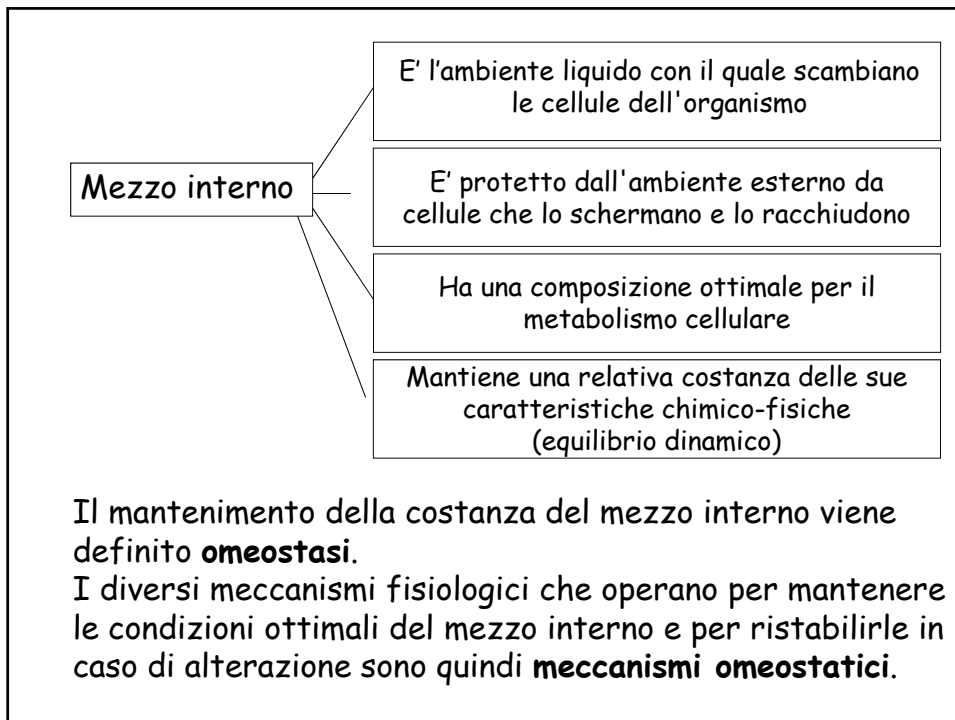 E' l'ambiente liquido con il quale scambiano
le cellule dell'organismo
Mezzo interno
E' protetto dall'ambiente esterno da
cellule che lo schermano e lo racchiudono
Ha una composizione ottimale per il
metabolismo cellulare
Mantiene una relativa costanza delle sue
caratteristiche chimico-fisiche
(equilibrio dinamico)
Il mantenimento della costanza del mezzo interno viene
definito omeostasi.
I diversi meccanismi fisiologici che operano per mantenere
le condizioni ottimali del mezzo interno e per ristabilirle in
caso di alterazione sono quindi meccanismi omeostatici.